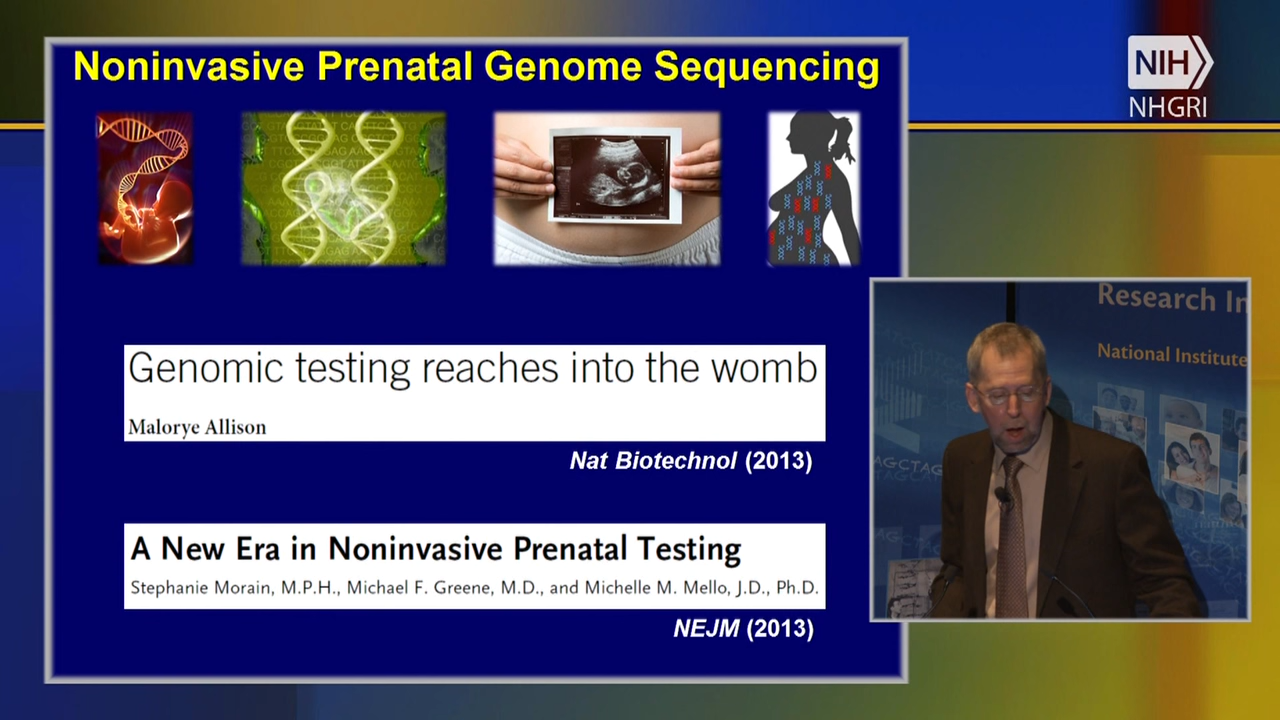 Noninvasive Prenatal Genome Sequencing
NIH
NHGRI
Genomic testing reaches into the womb
Malorye Allison
Nat Biotechnol (2013)
A New Era in Noninvasive Prenatal Testing
Stephanie Morain, M.P.H., Michael F. Greene, M.D., and Michelle M. Mello, J.D., Ph.D.
NEJM (2013)
Research In
National Institute
AGCTAG